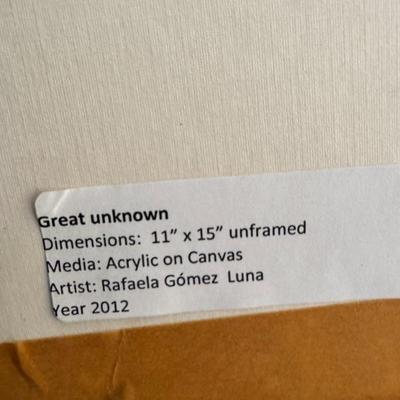 Great unknown
Dimensions:  11” x 15” unframed
Media: Acrylic on Canvas
Artist: Rafaela Gómez  Luna
Year 2012